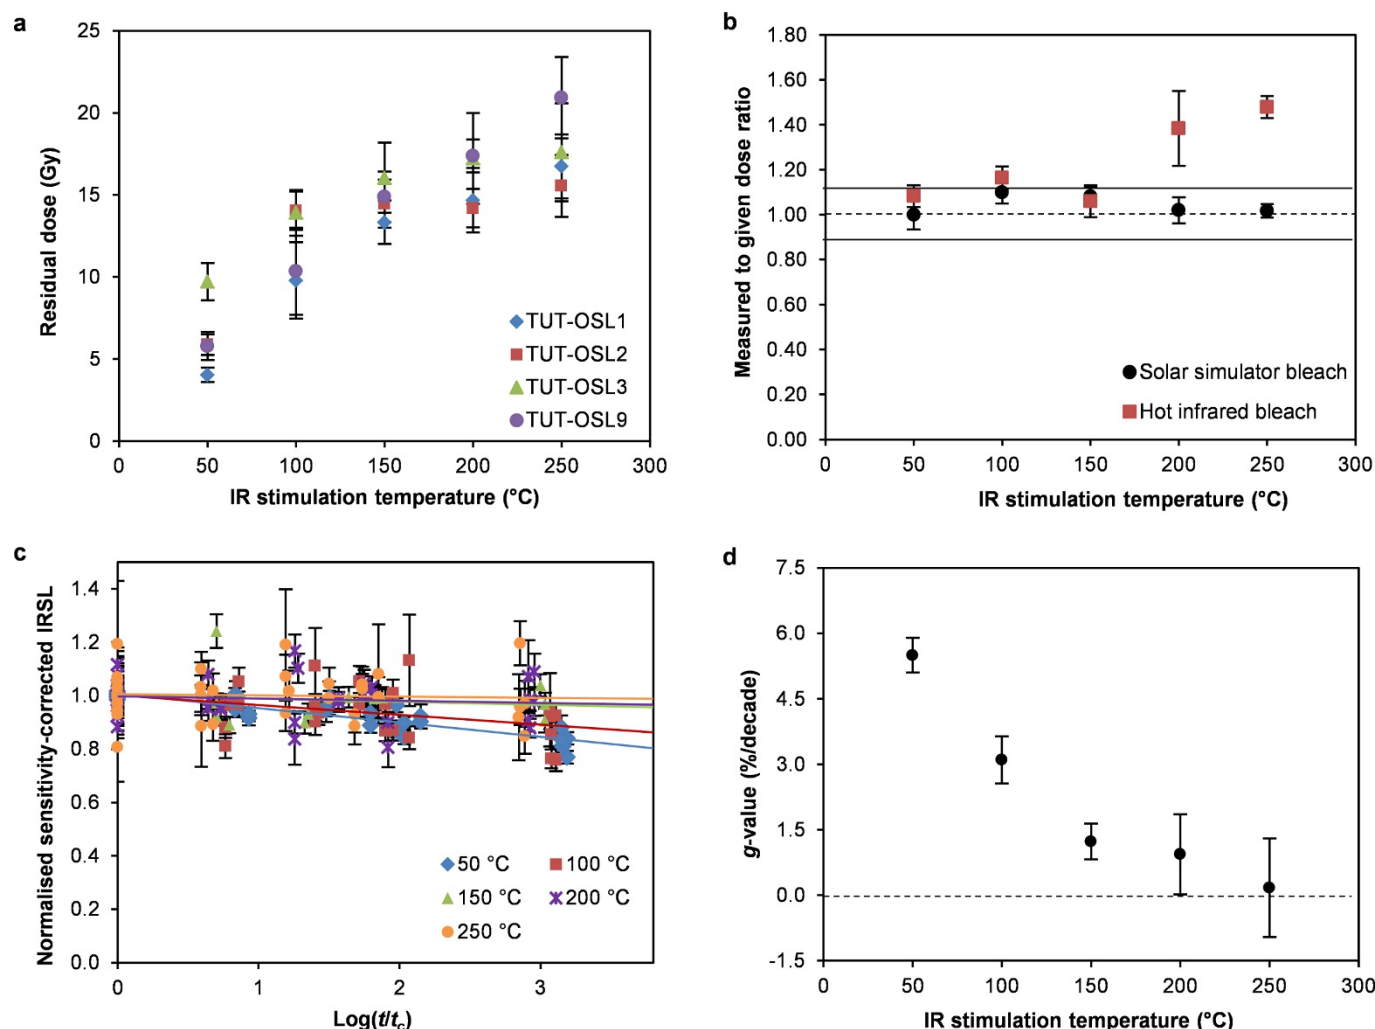 a
25
20
15
10
5
0
Residual dose (Gy)
TUT-OSL1
TUT-OSL2
TUT-OSL3
TUT-OSL9
0 50 100 150 200 250 300
IR stimulation temperature (°C)
b
1.80
1.60
1.40
1.20
1.00
0.80
0.60
0.40
0.20
0.00
Measured to given dose ratio
Solar simulator bleach
Hot infrared bleach
0 50 100 150 200 250 300
IR stimulation temperature (°C)
c
1.4
1.2
1.0
0.8
0.6
0.4
0.2
0.0
Normalised sensitivity-corrected IRSL
50 °C 100 °C
150 °C 200 °C
250 °C
0 1 2 3
Log(t/tc)
d
7.5
6.0
4.5
3.0
1.5
0.0
-1.5
g-value (%/decade)
0 50 100 150 200 250 300
IR stimulation temperature (°C)